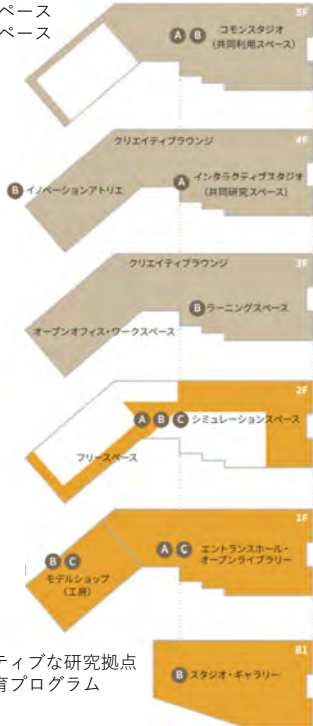 ペース
ペース
5F
A B コモンスタジオ
（共同利用スペース）
4F
クリエイティブラウンジ
B イノベーションアトリエ
A インタラクティブスタジオ
（共同研究スペース）
3F
クリエイティブラウンジ
B ラーニングスペース
オープンオフィス・ワークスペース
2F
A B C シミュレーションスペース
フリースペース
1F
A C エントランスホール・
オープンライブラリー
B C
モデルショップ
（工房）
B1
ティブな研究拠点
育プログラム
B スタジオ・ギャラリー